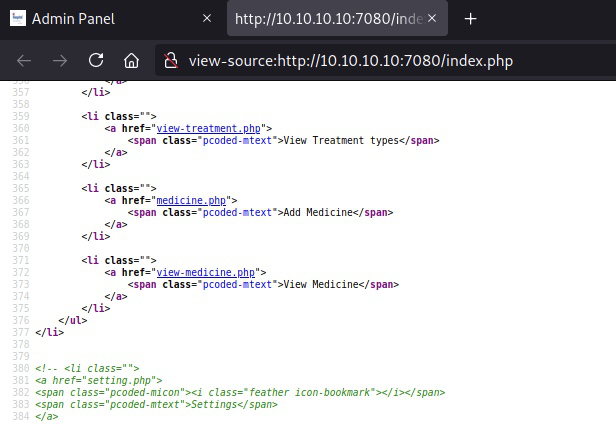 Admin Panel
×
http://10.10.10.10:7080/inde
×
+
view-source:http://10.10.10.10:7080/index.php
356 </a>
357 </li>
358
359 <li class="">
360 <a href="view-treatment.php">
361 <span class="pcoded-mtext">View Treatment types</span>
362 </a>
363 </li>
364
365 <li class="">
366 <a href="medicine.php">
367 <span class="pcoded-mtext">Add Medicine</span>
368 </a>
369 </li>
370
371 <li class="">
372 <a href="view-medicine.php">
373 <span class="pcoded-mtext">View Medicine</span>
374 </a>
375 </li>
376 </ul>
377 </li>
378
379
380 <!-- <li class="">
381 <a href="setting.php">
382 <span class="pcoded-micon"><i class="feather icon-bookmark"></i></span>
383 <span class="pcoded-mtext">Settings</span>
384 </a>